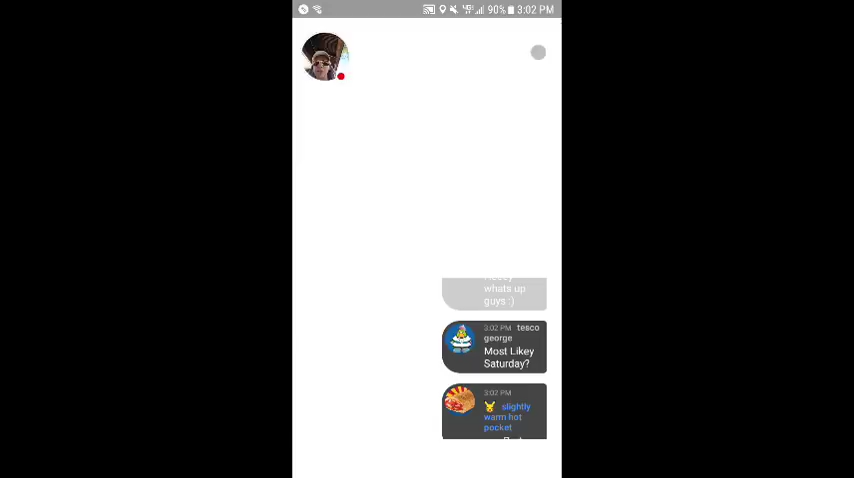 90% 3:02 PM
whats up
guys :)
3:02 PM tesco
george
Most Likey
Saturday?
3:02 PM
slightly
warm hot
pocket